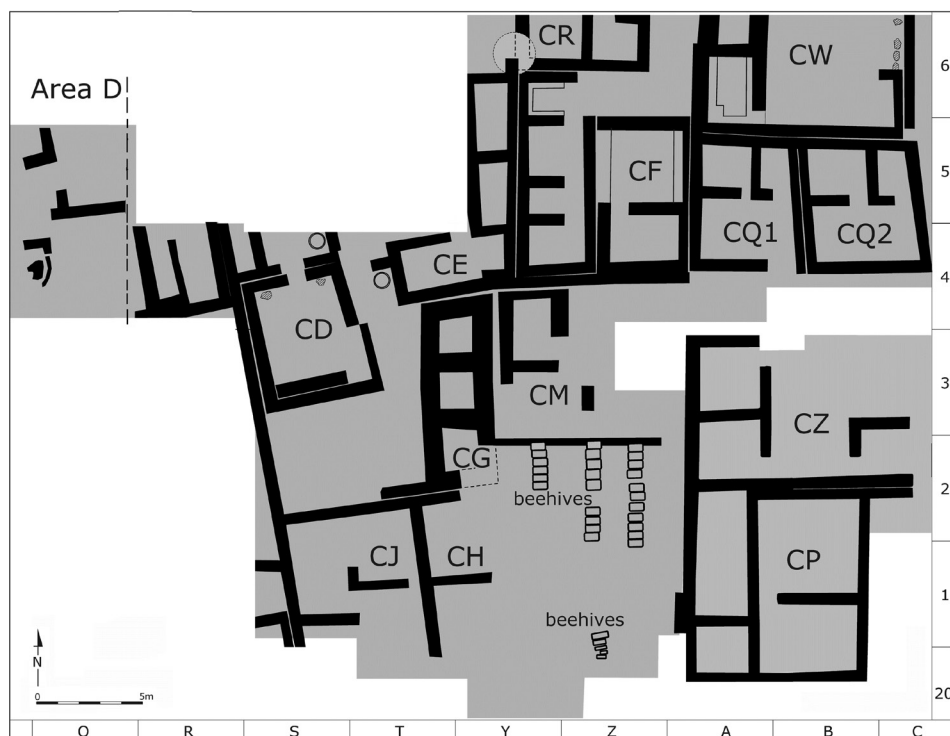 CR
CW
6
Area D
CF
5
CQ1
CQ2
CE
4
CD
CM
3
CZ
CG
2
beehives
CJ
CH
CP
1
beehives
N
0
5m
20
Q
R
S
T
Y
Z
A
B
C